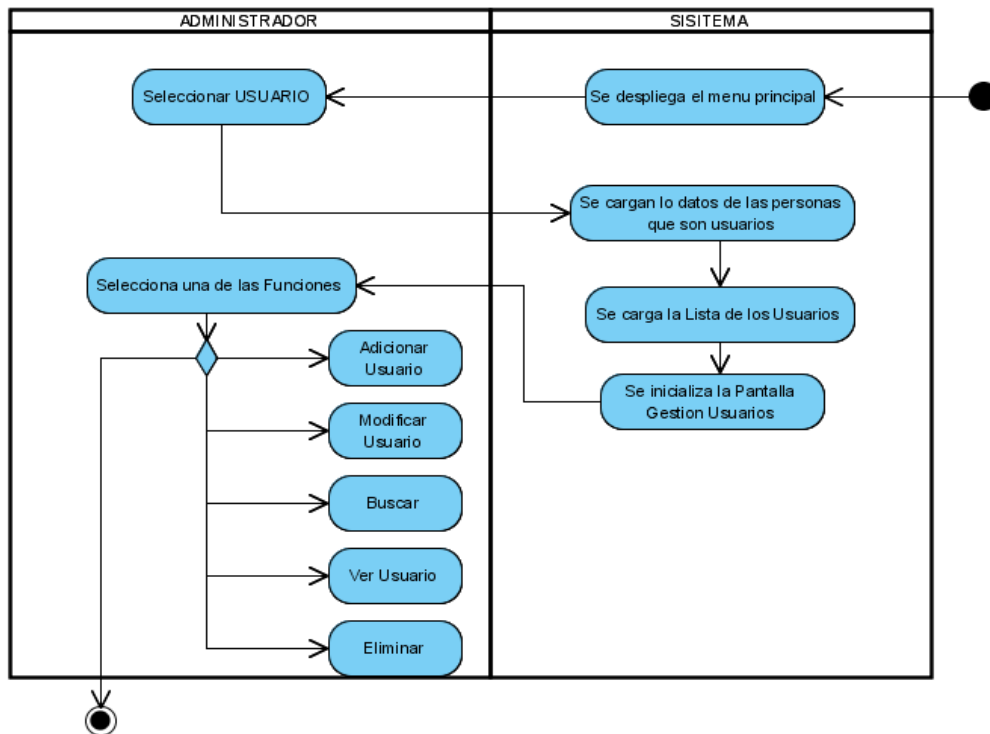 ADMINISTRADOR
SISITEMA
Seleccionar USUARIO
Se despliega el menu principal
Se cargan lo datos de las personas
que son usuarios
Selecciona una de las Funciones
Se carga la Lista de los Usuarios
Adicionar
Usuario
Se inicializa la Pantalla
Gestion Usuarios
Modificar
Usuario
Buscar
Ver Usuario
Eliminar